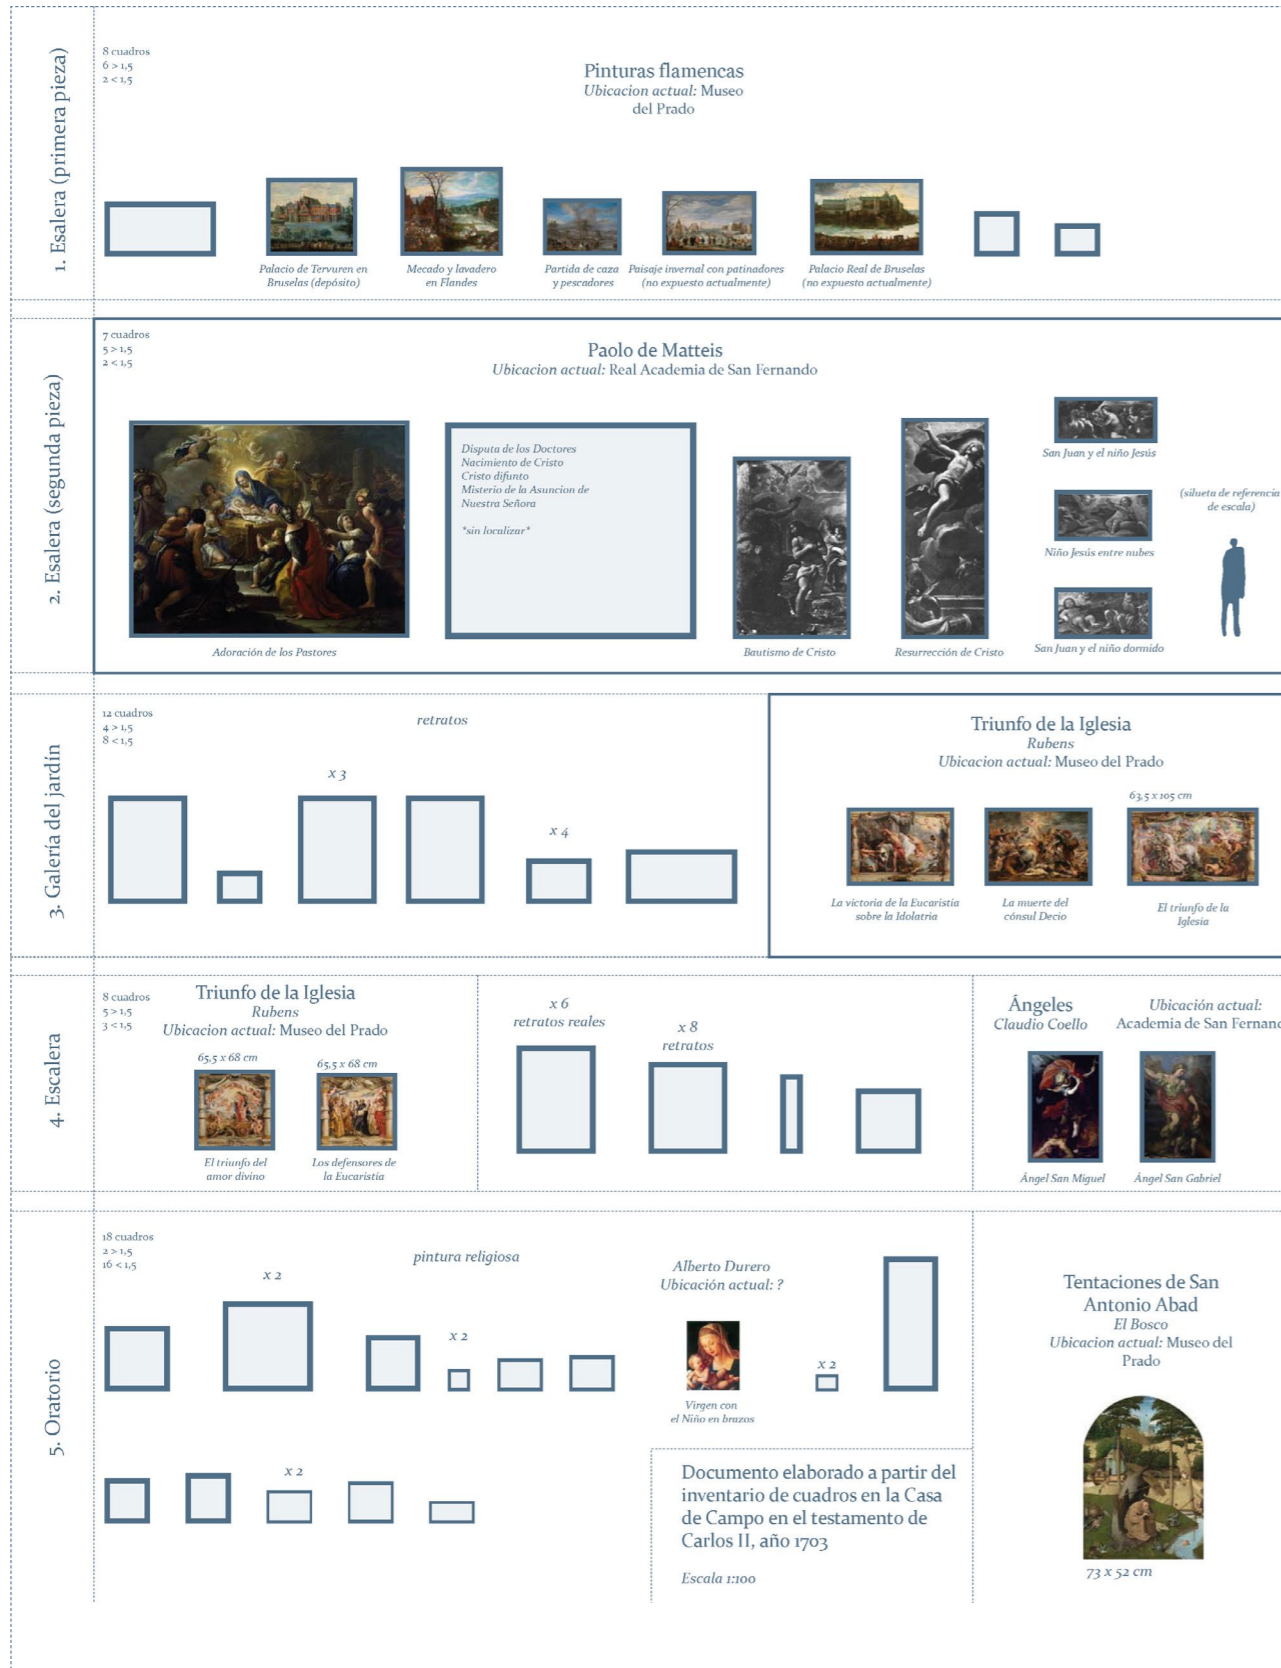 1. Esalera (primera pieza)
8 cuadros
6 > 1,5
2 < 1,5
Pinturas flamencas
Ubicacion actual: Museo
del Prado
Palacio de Tervuren en
Bruselas (depósito)
Mecado y lavadero
en Flandes
Partida de caza
y pescadores
Paisaje invernal con patinadores
(no expuesto actualmente)
Palacio Real de Bruselas
(no expuesto actualmente)
2. Esalera (segunda pieza)
7 cuadros
5 > 1,5
2 < 1,5
Paolo de Matteis
Ubicacion actual: Real Academia de San Fernando
Adoración de los Pastores
Disputa de los Doctores
Nacimiento de Cristo
Cristo difunto
Misterio de la Asuncion de
Nuestra Señora
*sin localizar*
Bautismo de Cristo
Resurrección de Cristo
San Juan y el niño Jesús
Niño Jesús entre nubes
San Juan y el niño dormido
(silueta de referencia
de escala)
3. Galería del jardín
12 cuadros
4 > 1,5
8 < 1,5
retratos
x 3
x 4
Triunfo de la Iglesia
Rubens
Ubicacion actual: Museo del Prado
63,5 x 105 cm
La victoria de la Eucaristia
sobre la Idolatria
La muerte del
cónsul Decio
El triunfo de la
Iglesia
4. Escalera
8 cuadros
5 > 1,5
3 < 1,5
Triunfo de la Iglesia
Rubens
Ubicacion actual: Museo del Prado
65,5 x 68 cm
65,5 x 68 cm
El triunfo del
amor divino
Los defensores de
la Eucaristía
x 6
retratos reales
x 8
retratos
Ángeles
Claudio Coello
Ubicación actual:
Academia de San Fernand
Ángel San Miguel
Ángel San Gabriel
5. Oratorio
18 cuadros
2 > 1,5
16 < 1,5
pintura religiosa
x 2
x 2
Alberto Durero
Ubicación actual: ?
Virgen con
el Niño en brazos
x 2
x 2
Tentaciones de San
Antonio Abad
El Bosco
Ubicacion actual: Museo del
Prado
73 x 52 cm
Documento elaborado a partir del
inventario de cuadros en la Casa
de Campo en el testamento de
Carlos II, año 1703
Escala 1:100